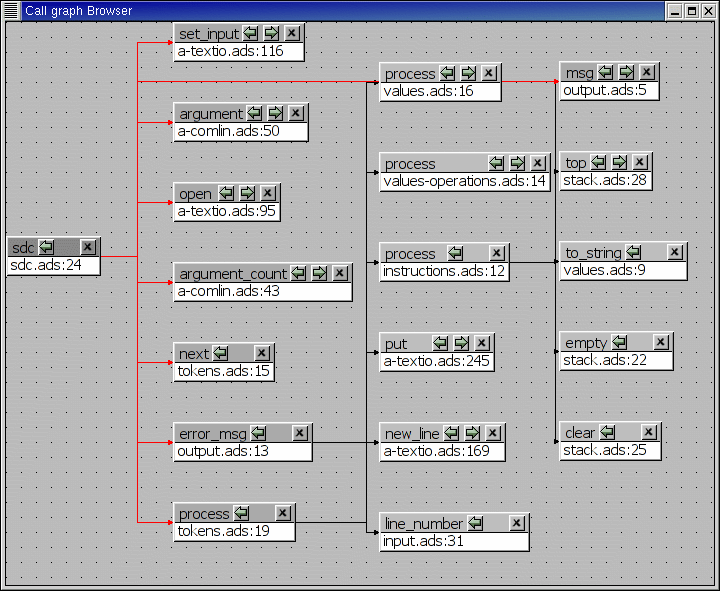 Call graph Browser
sdc
sdc.ads:24
set_input
a-textio.ads:116
argument
a-comlin.ads:50
open
a-textio.ads:95
argument_count
a-comlin.ads:43
next
tokens.ads:15
error_msg
output.ads:13
process
tokens.ads:19
process
values.ads:16
process
values-operations.ads:14
process
instructions.ads:12
put
a-textio.ads:245
new_line
a-textio.ads:169
line_number
input.ads:31
msg
output.ads:5
top
stack.ads:28
to_string
values.ads:9
empty
stack.ads:22
clear
stack.ads:25